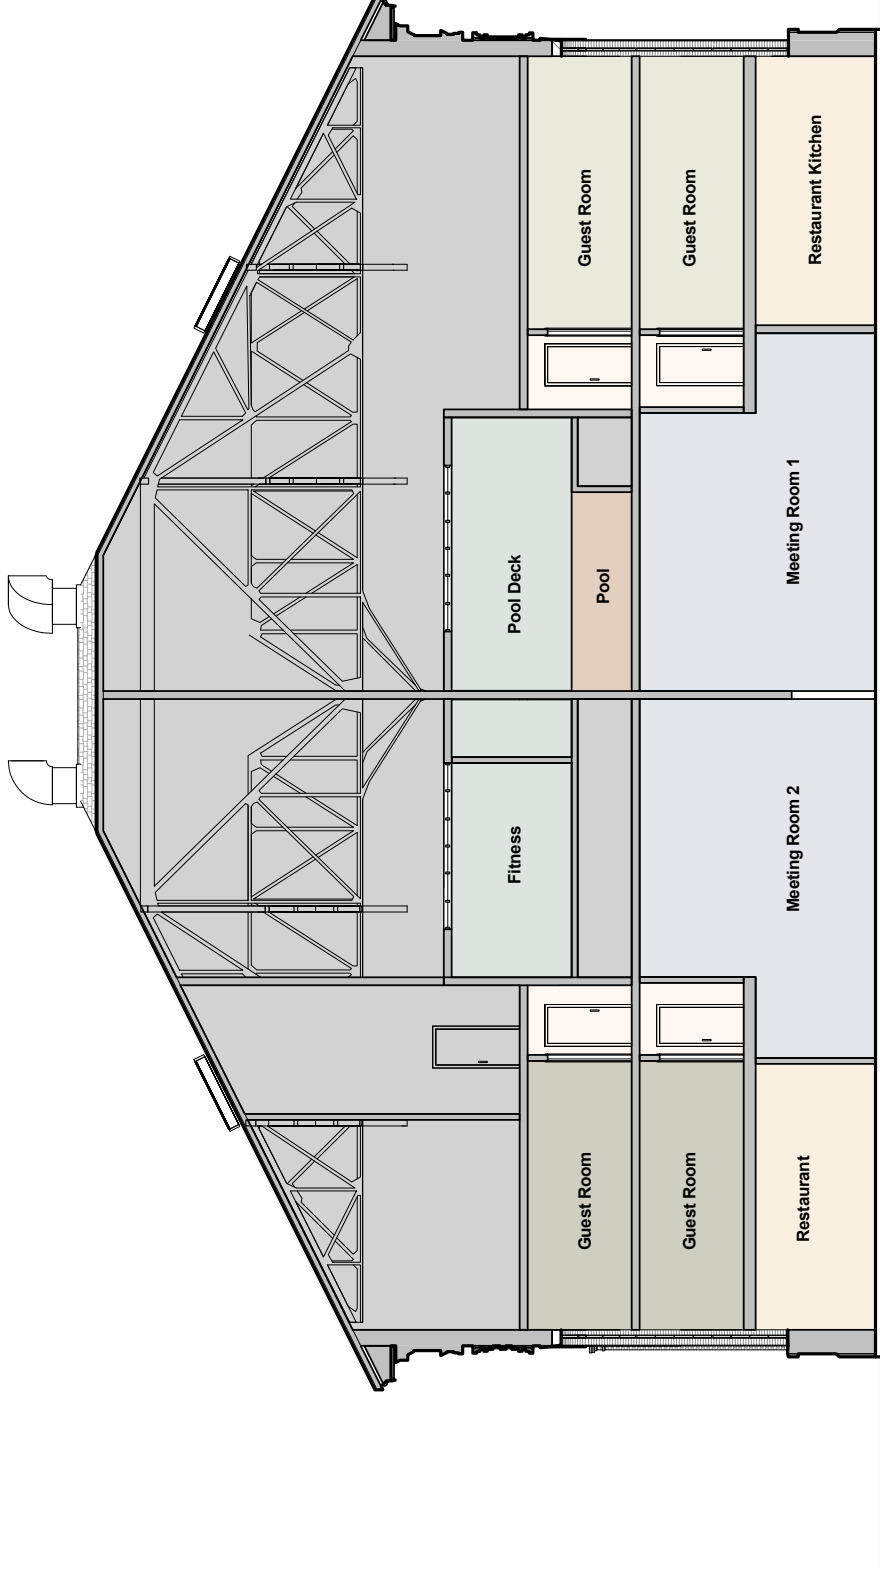 Fitness
Pool Deck
Guest Room
Pool
Guest Room
Guest Room
Guest Room
Restaurant
Meeting Room 2
Meeting Room 1
Restaurant Kitchen